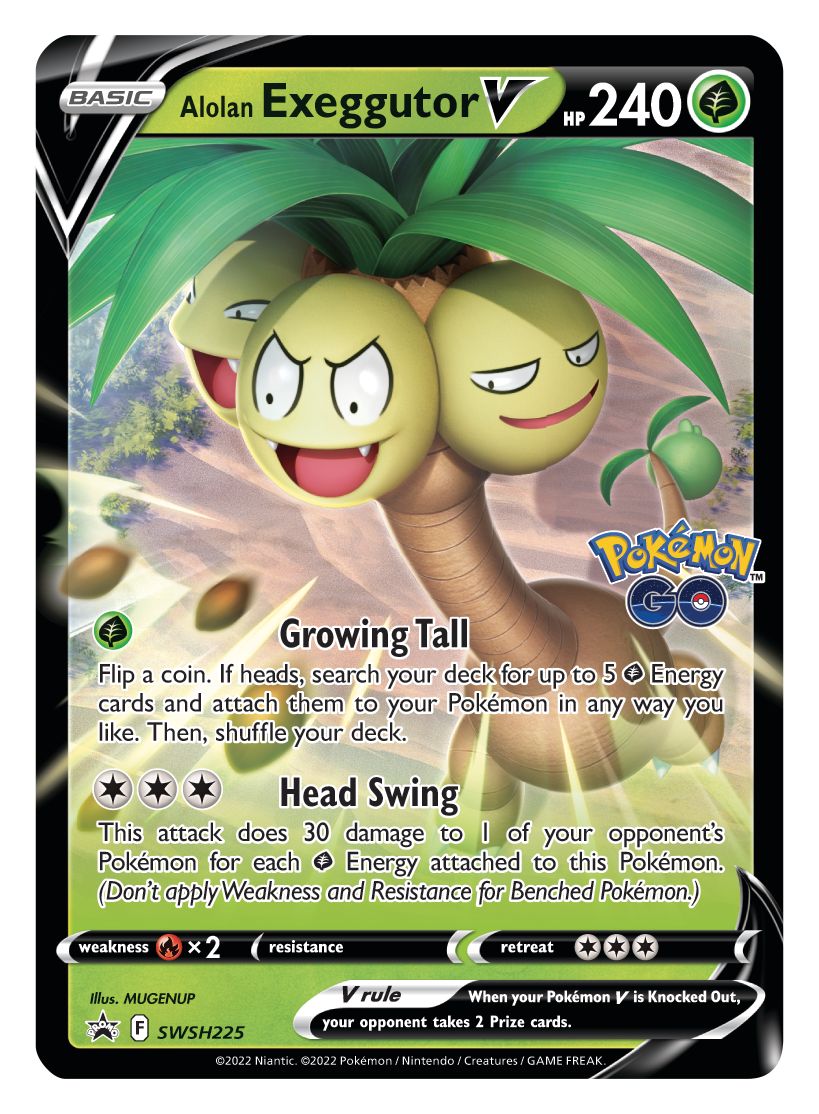 BASIC
Alolan Exeggutor V
HP 240
POKéMON™
GO
Growing Tall
Flip a coin. If heads, search your deck for up to 5 Energy
cards and attach them to your Pokémon in any way you
like. Then, shuffle your deck.
Head Swing
This attack does 30 damage to 1 of your opponent's
Pokémon for each Energy attached to this Pokémon.
(Don't apply Weakness and Resistance for Benched Pokémon.)
weakness ×2 resistance retreat
Illus. MUGENUP
V rule When your Pokémon V is Knocked Out,
your opponent takes 2 Prize cards.
PROMO F SWSH225
©2022 Niantic. ©2022 Pokémon / Nintendo / Creatures / GAME FREAK.